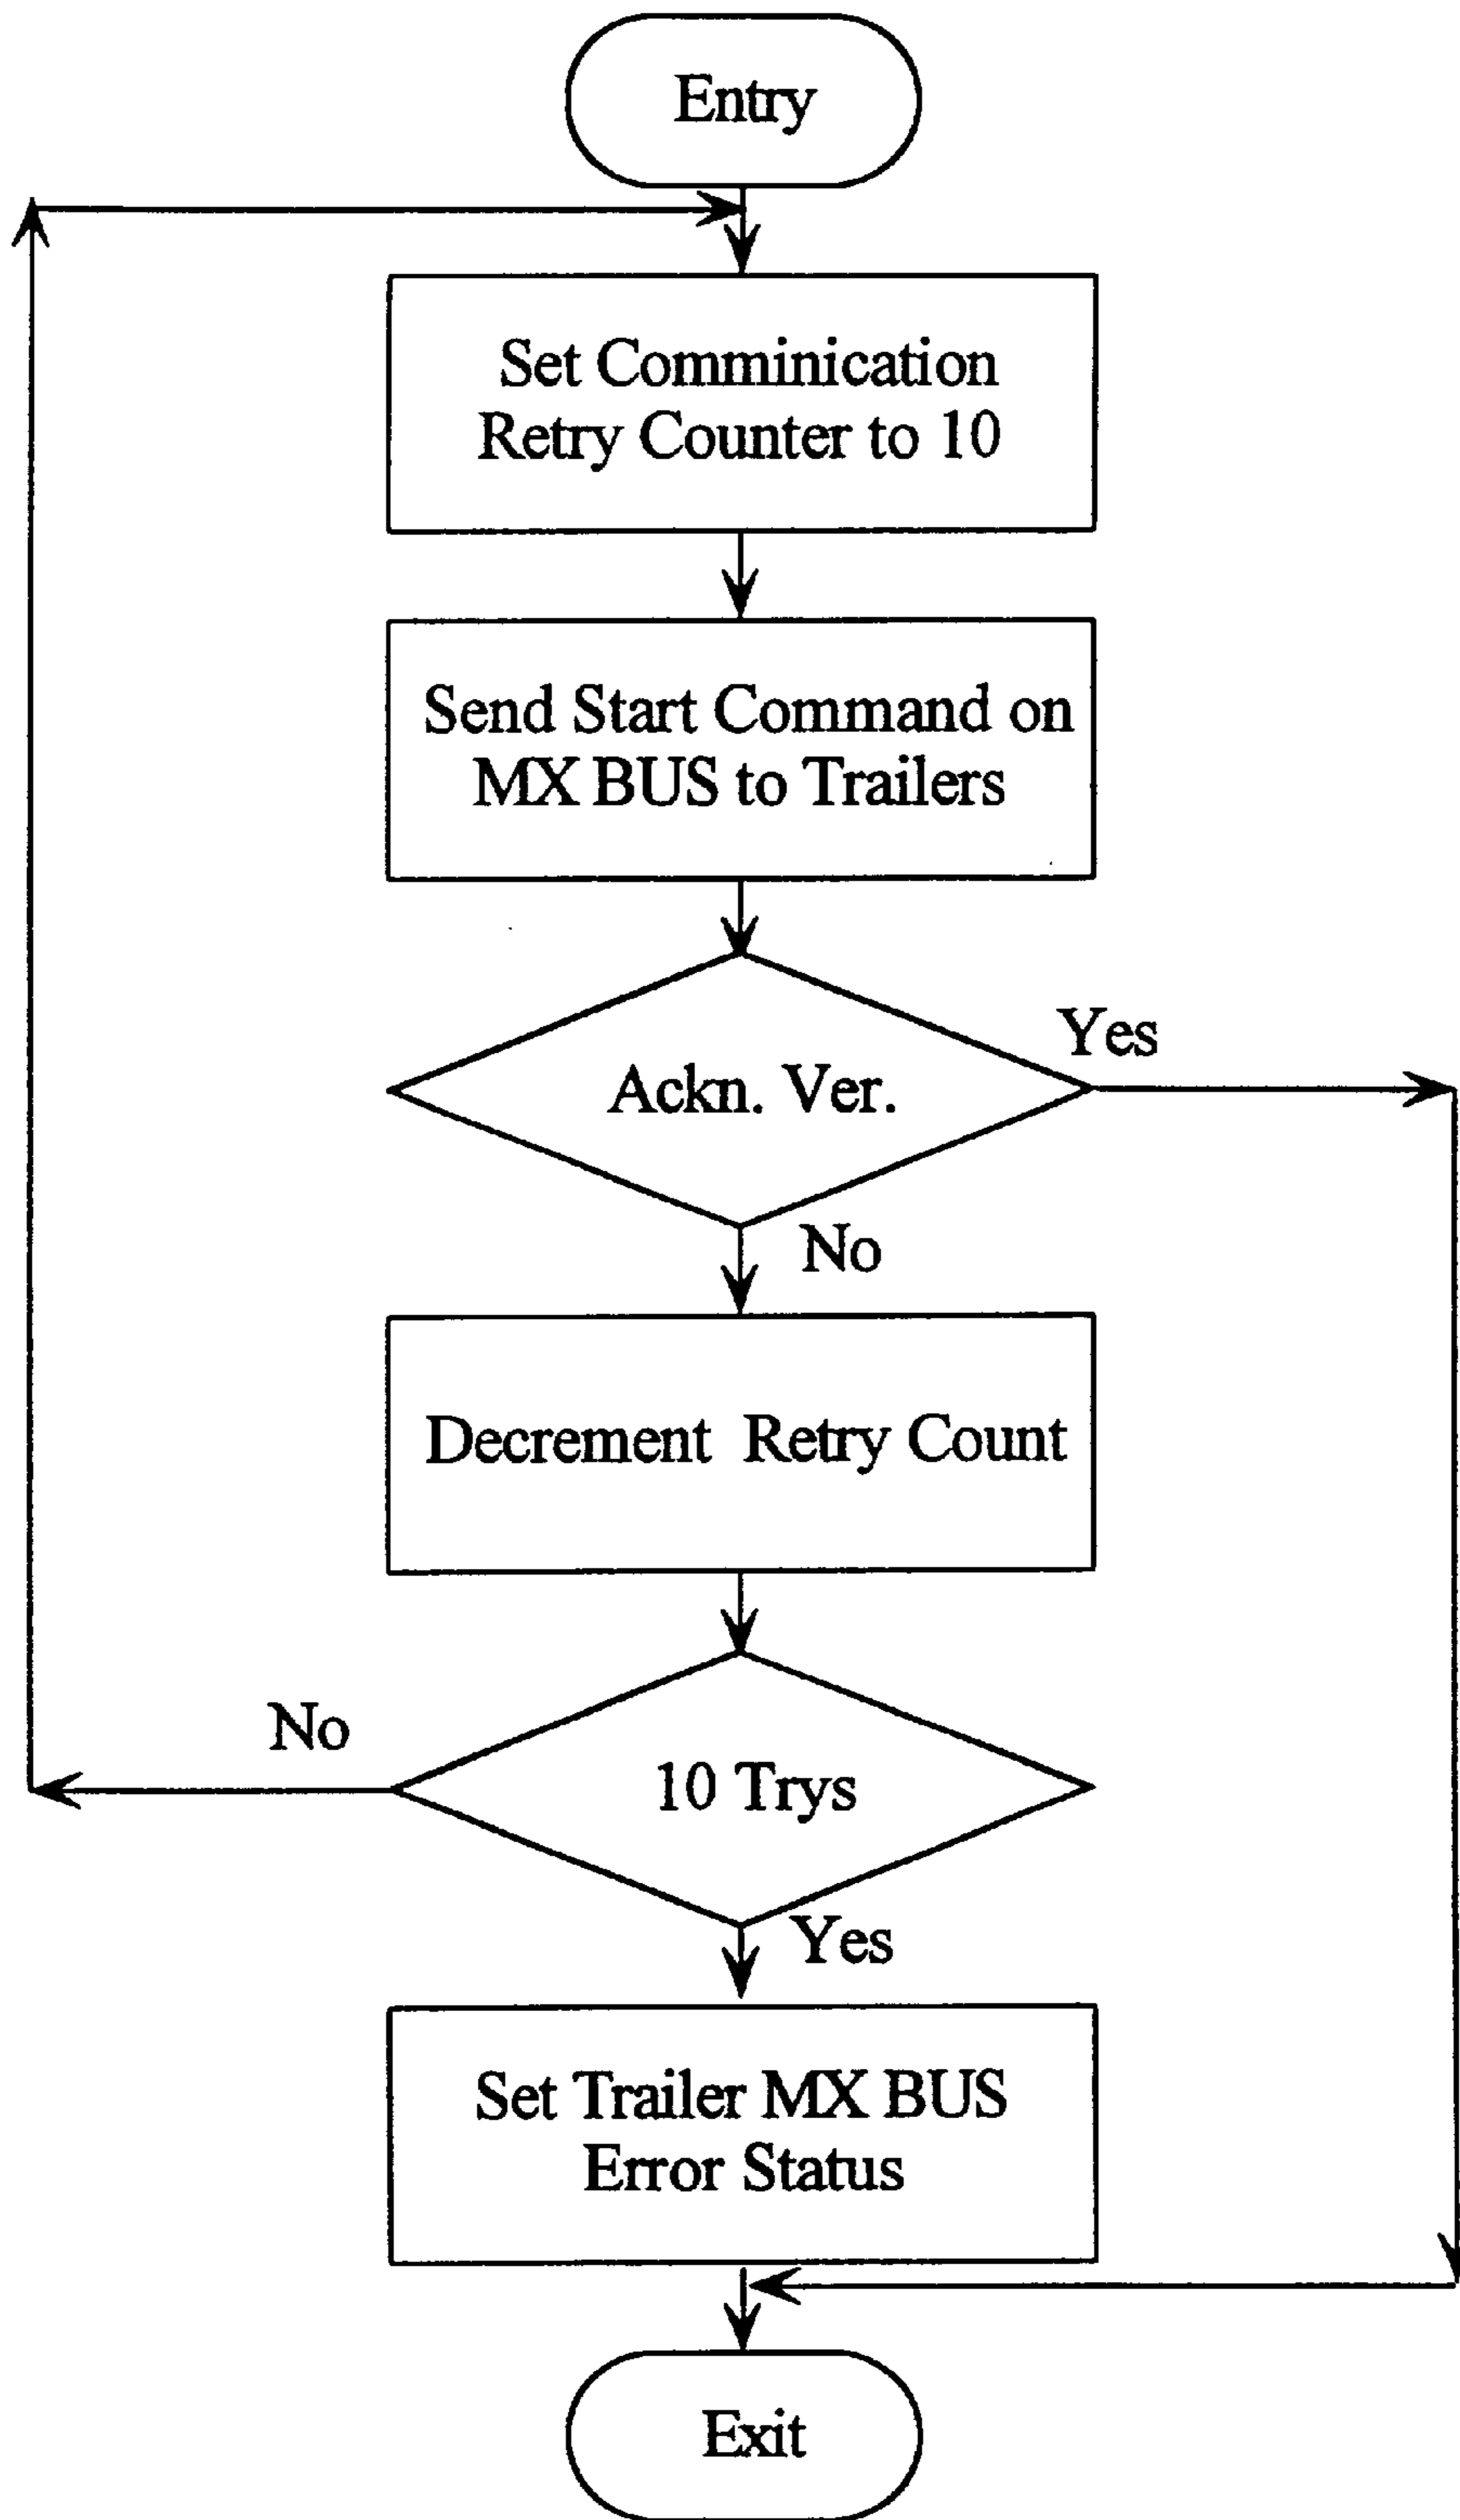 Entry
Set Comminication
Retry Counter to 10
Send Start Command on
MX BUS to Trailers
Ackn. Ver.
Yes
No
Decrement Retry Count
No
10 Trys
Yes
Set Trailer MX BUS
Error Status
Exit